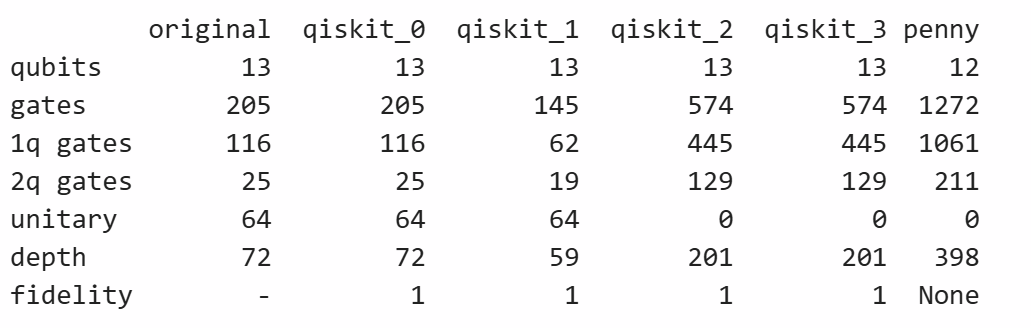 original qiskit_0 qiskit_1 qiskit_2 qiskit_3 penny
qubits 13 13 13 13 13 12
gates 205 205 145 574 574 1272
1q gates 116 116 62 445 445 1061
2q gates 25 25 19 129 129 211
unitary 64 64 64 0 0 0
depth 72 72 59 201 201 398
fidelity - 1 1 1 1 None